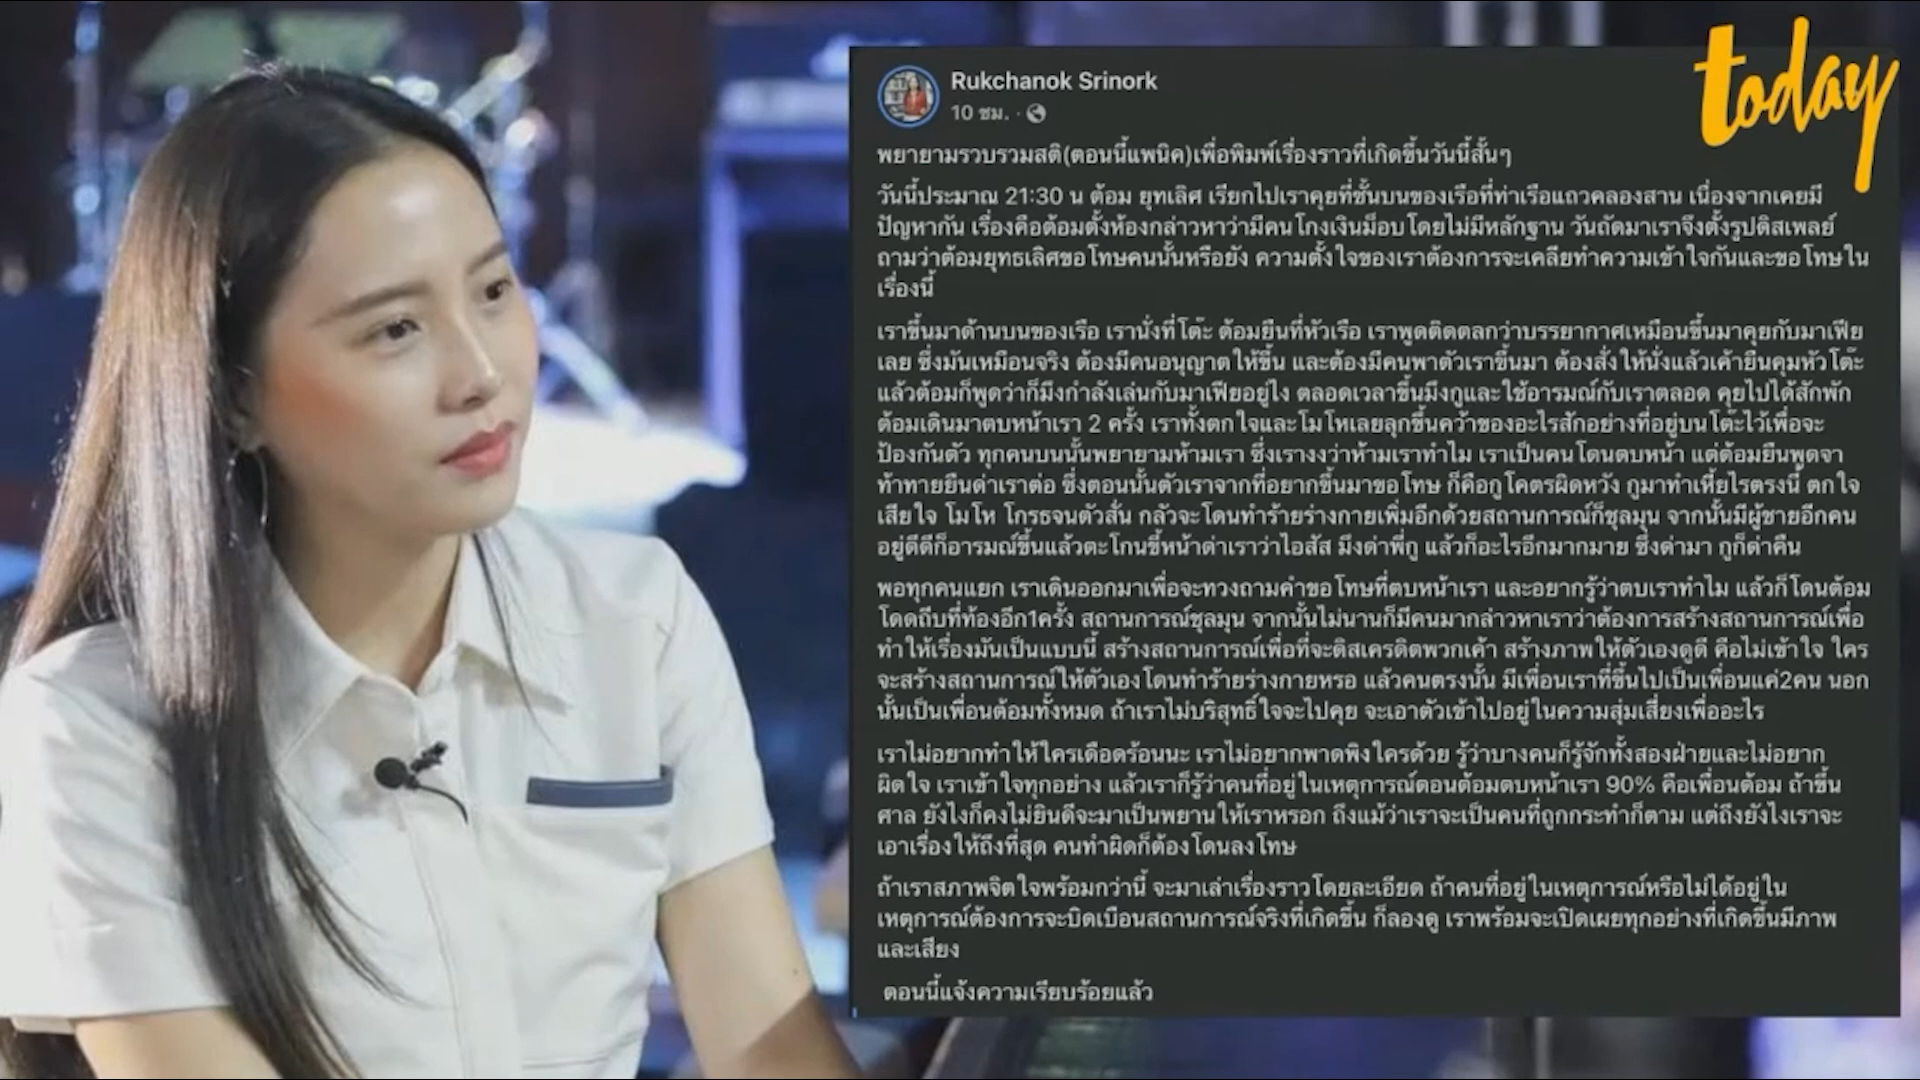 today
Rukchanok Srinork
10 ชม. ·
พยายามรวบรวมสติ(ตอนนี้แพนิค)เพื่อพิมพ์เรื่องราวที่เกิดขึ้นวันนี้สั้นๆ
วันนี้ประมาณ 21:30 น ต้อม ยุทเลิศ เรียกไปเราคุยที่ชั้นบนของเรือที่ท่าเรือแถวคลองสาน เนื่องจากเคยมี
ปัญหากัน เรื่องคือต้อมตั้งห้องกล่าวหาว่ามีคนโกงเงินม็อบโดยไม่มีหลักฐาน วันถัดมาเราจึงตั้งรูปดิสเพลย์
ถามว่าต้อมยุทธเลิศขอโทษคนนั้นหรือยัง ความตั้งใจของเราต้องการจะเคลียทำความเข้าใจกันและขอโทษใน
เรื่องนี้
เราขึ้นมาด้านบนของเรือ เรานั่งที่โต๊ะ ต้อมยืนที่หัวเรือ เราพูดติดตลกว่าบรรยากาศเหมือนขึ้นมาคุยกับมาเฟีย
เลย ซึ่งมันเหมือนจริง ต้องมีคนอนุญาตให้ขึ้น และต้องมีคนพาตัวเราขึ้นมา ต้องสั่งให้นั่งแล้วเค้ายืนคุมหัวโต๊ะ
แล้วต้อมก็พูดว่าก็มึงกำลังเล่นกับมาเฟียอยู่ไง ตลอดเวลาขึ้นมึงกูและใช้อารมณ์กับเราตลอด คุยไปได้สักพัก
ต้อมเดินมาตบหน้าเรา 2 ครั้ง เราทั้งตกใจและโมโหเลยลุกขึ้นคว้าของอะไรสักอย่างที่อยู่บนโต๊ะไว้เพื่อจะ
ป้องกันตัว ทุกคนบนนั้นพยายามห้ามเรา ซึ่งเรางงว่าห้ามเราทำไม เราเป็นคนโดนตบหน้า แต่ต้อมยืนพูดจา
ท้าทายยืนด่าเราต่อ ซึ่งตอนนั้นตัวเราจากที่อยากขึ้นมาขอโทษ ก็คือกูโคตรผิดหวัง กูมาทำเหี้ยไรตรงนี้ ตกใจ
เสียใจ โมโห โกรธจนตัวสั่น กลัวจะโดนทำร้ายร่างกายเพิ่มอีกด้วยสถานการณ์ก็ชุลมุน จากนั้นมีผู้ชายอีกคน
อยู่ดีดีก็อารมณ์ขึ้นแล้วตะโกนชี้หน้าด่าเราว่าไอสัส มึงด่าพี่กู แล้วก็อะไรอีกมากมาย ซึ่งด่ามา กูก็ด่าคืน
พอทุกคนแยก เราเดินออกมาเพื่อจะทวงถามคำขอโทษที่ตบหน้าเรา และอยากรู้ว่าตบเราทำไม แล้วก็โดนต้อม
โดดถีบที่ท้องอีก1ครั้ง สถานการณ์ชุลมุน จากนั้นไม่นานก็มีคนมากล่าวหาเราว่าต้องการสร้างสถานการณ์เพื่อ
ทำให้เรื่องมันเป็นแบบนี้ สร้างสถานการณ์เพื่อที่จะดิสเครดิตพวกเค้า สร้างภาพให้ตัวเองดูดี คือไม่เข้าใจ ใคร
จะสร้างสถานการณ์ให้ตัวเองโดนทำร้ายร่างกายหรอ แล้วคนตรงนั้น มีเพื่อนเราที่ขึ้นไปเป็นเพื่อนแค่2คน นอก
นั้นเป็นเพื่อนต้อมทั้งหมด ถ้าเราไม่บริสุทธิ์ใจจะไปคุย จะเอาตัวเข้าไปอยู่ในความสุ่มเสี่ยงเพื่ออะไร
เราไม่อยากทำให้ใครเดือดร้อนนะ เราไม่อยากพาดพิงใครด้วย รู้ว่าบางคนก็รู้จักทั้งสองฝ่ายและไม่อยาก
ผิดใจ เราเข้าใจทุกอย่าง แล้วเราก็รู้ว่าคนที่อยู่ในเหตุการณ์ตอนต้อมตบหน้าเรา 90% คือเพื่อนต้อม ถ้าขึ้น
ศาล ยังไงก็คงไม่ยินดีจะมาเป็นพยานให้เราหรอก ถึงแม้ว่าเราจะเป็นคนที่ถูกกระทำก็ตาม แต่ถึงยังไงเราจะ
เอาเรื่องให้ถึงที่สุด คนทำผิดก็ต้องโดนลงโทษ
ถ้าเราสภาพจิตใจพร้อมกว่านี้ จะมาเล่าเรื่องราวโดยละเอียด ถ้าคนที่อยู่ในเหตุการณ์หรือไม่ได้อยู่ใน
เหตุการณ์ต้องการจะบิดเบือนสถานการณ์จริงที่เกิดขึ้น ก็ลองดู เราพร้อมจะเปิดเผยทุกอย่างที่เกิดขึ้นมีภาพ
และเสียง
ตอนนี้แจ้งความเรียบร้อยแล้ว